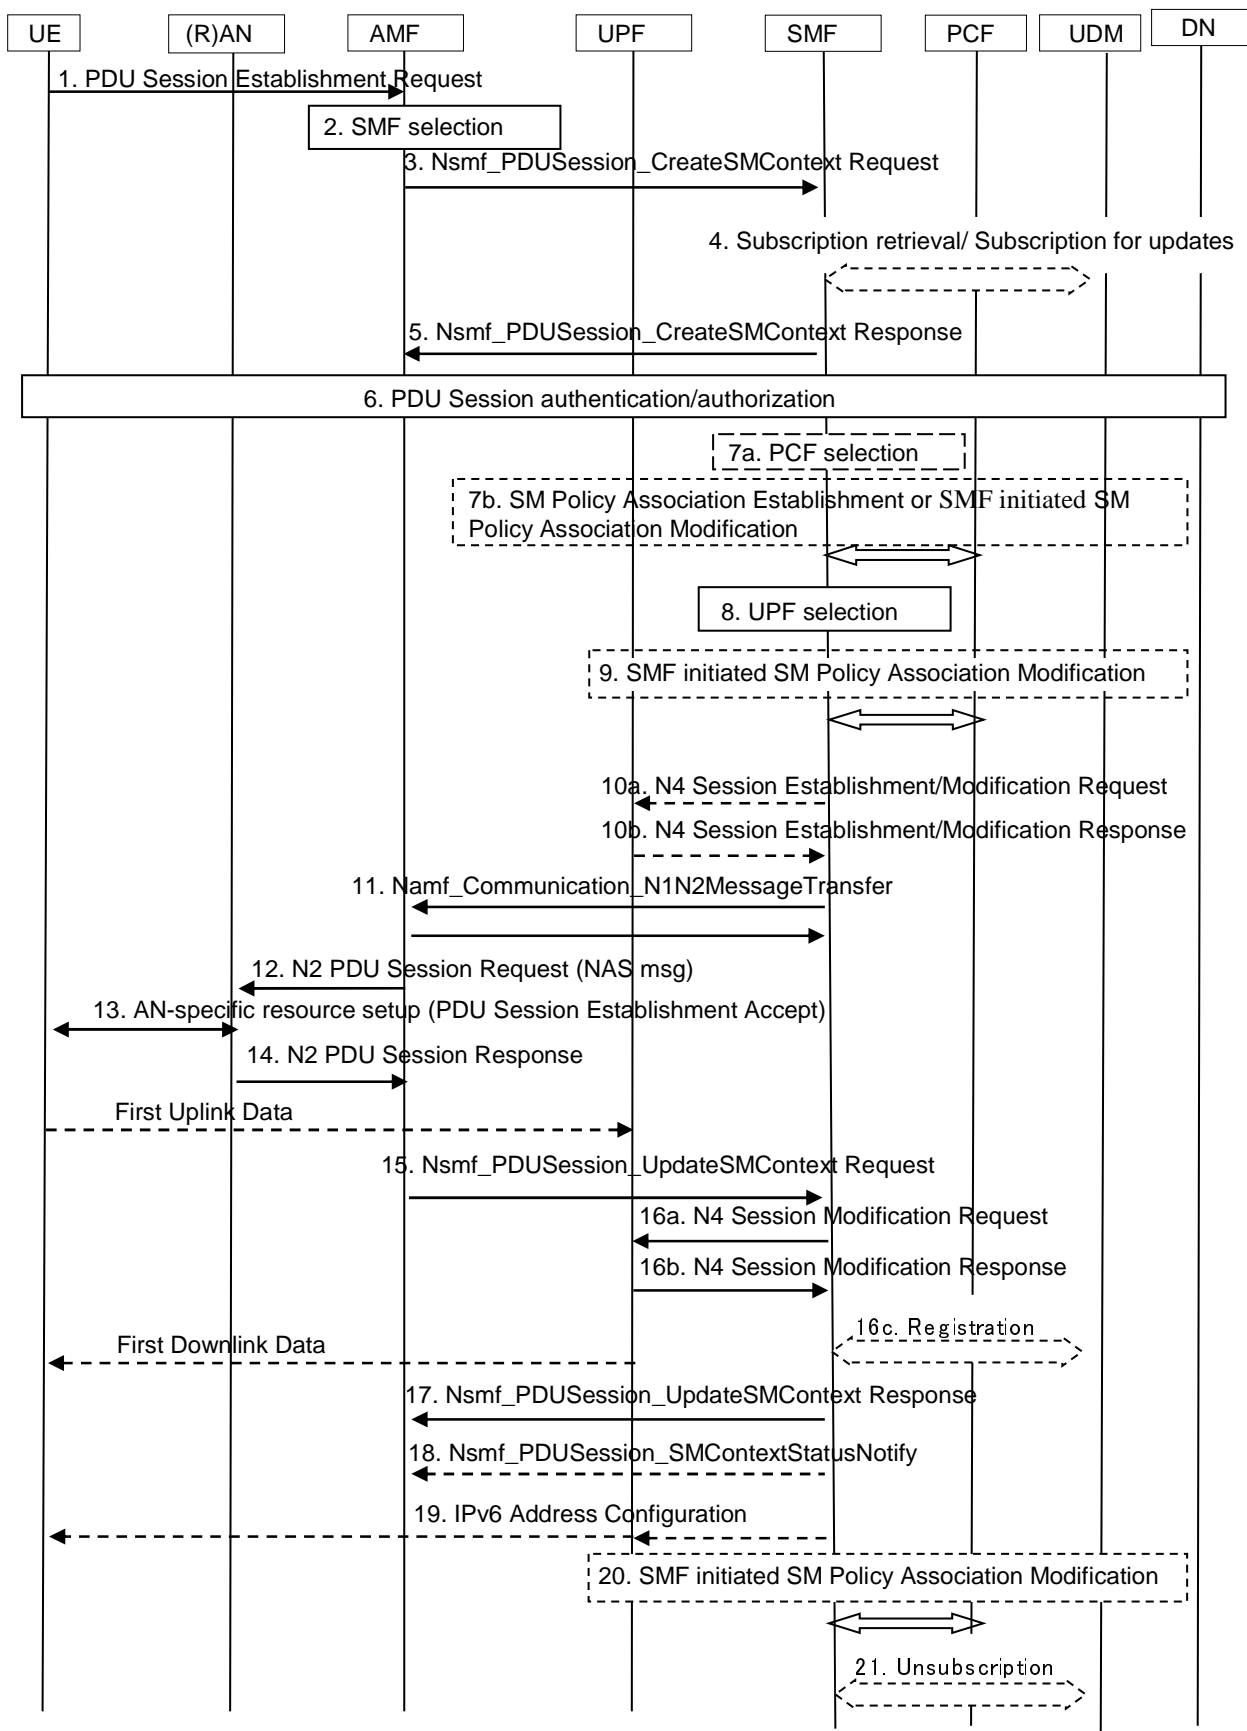 UE
(R)AN
AMF
UPF
SMF
PCF
UDM
DN
1. PDU Session Establishment Request
2. SMF selection
3. Nsmf_PDUSession_CreateSMContext Request
4. Subscription retrieval/ Subscription for updates
5. Nsmf_PDUSession_CreateSMContext Response
6. PDU Session authentication/authorization
7a. PCF selection
7b. SM Policy Association Establishment or SMF initiated SM
Policy Association Modification
8. UPF selection
9. SMF initiated SM Policy Association Modification
10a. N4 Session Establishment/Modification Request
10b. N4 Session Establishment/Modification Response
11. Namf_Communication_N1N2MessageTransfer
12. N2 PDU Session Request (NAS msg)
13. AN-specific resource setup (PDU Session Establishment Accept)
14. N2 PDU Session Response
First Uplink Data
15. Nsmf_PDUSession_UpdateSMContext Request
16a. N4 Session Modification Request
16b. N4 Session Modification Response
16c. Registration
First Downlink Data
17. Nsmf_PDUSession_UpdateSMContext Response
18. Nsmf_PDUSession_SMContextStatusNotify
19. IPv6 Address Configuration
20. SMF initiated SM Policy Association Modification
21. Unsubscription